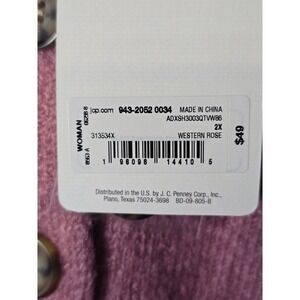 WOMAN
jcp.com 943-2052 0034 MADE IN CHINA
ADXSH3003QTVW86
2X
313534X WESTERN ROSE
$49
1 98098 14410 5
Distributed in the U.S. by J. C. Penney Corp., Inc.,
Plano, Texas 75024-3698 BD-09-805-B